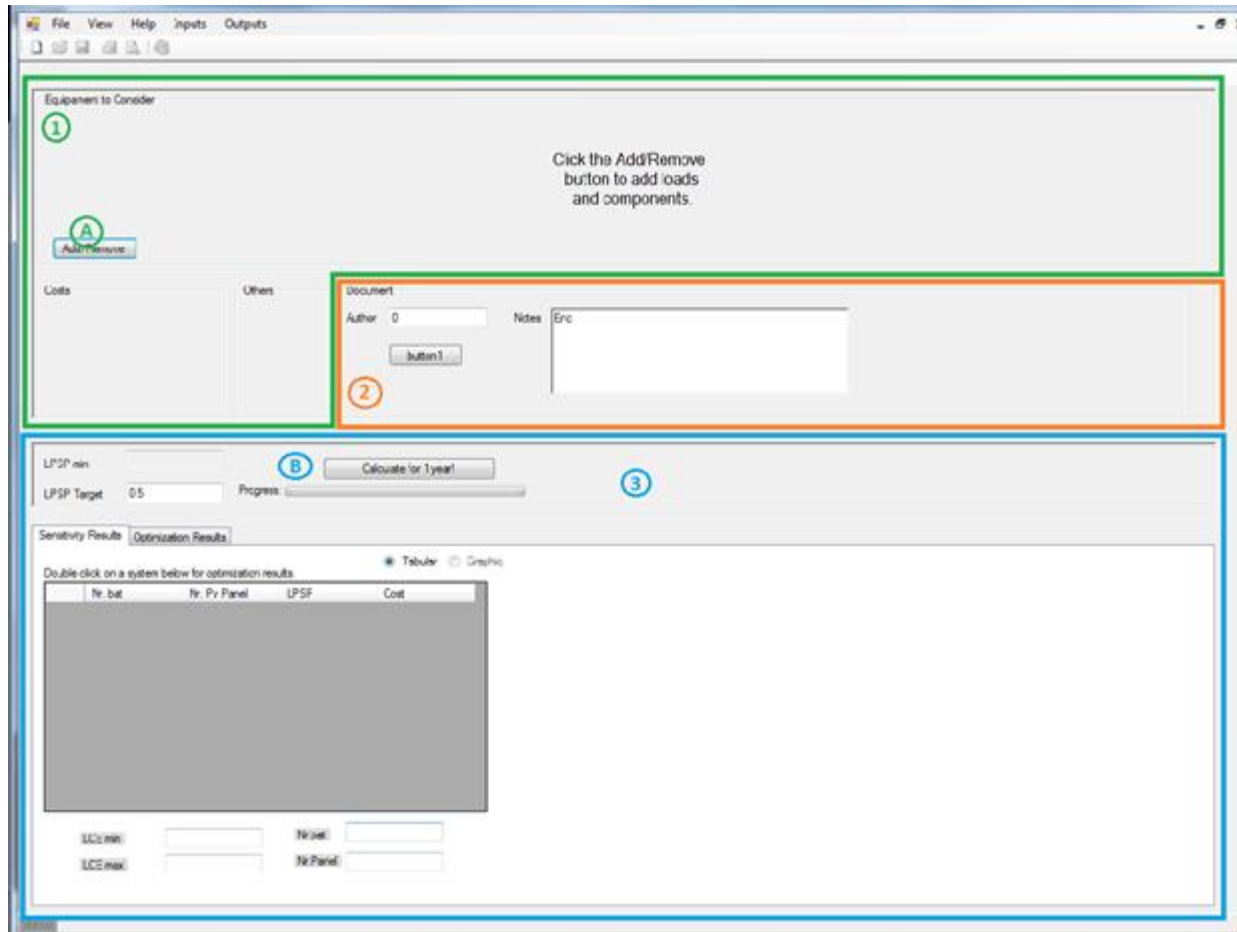 File View Help Inputs Outputs
Equipment to Consider
1
Click the Add/Remove
button to add loads
and components.
A
Add/Remove
Costs Others Document
Author 0 Notes Eric
button1
2
LPSP min
B Calculate for 1 year!
3
LPSP Target 0.5 Progress:
Sensitivity Results Optimization Results
Tabular Graphic
Double click on a system below for optimization results.
Nr. bat Nr. Pv Panel LPSP Cost
LCE min Nr.bat
LCE max Nr.Panel